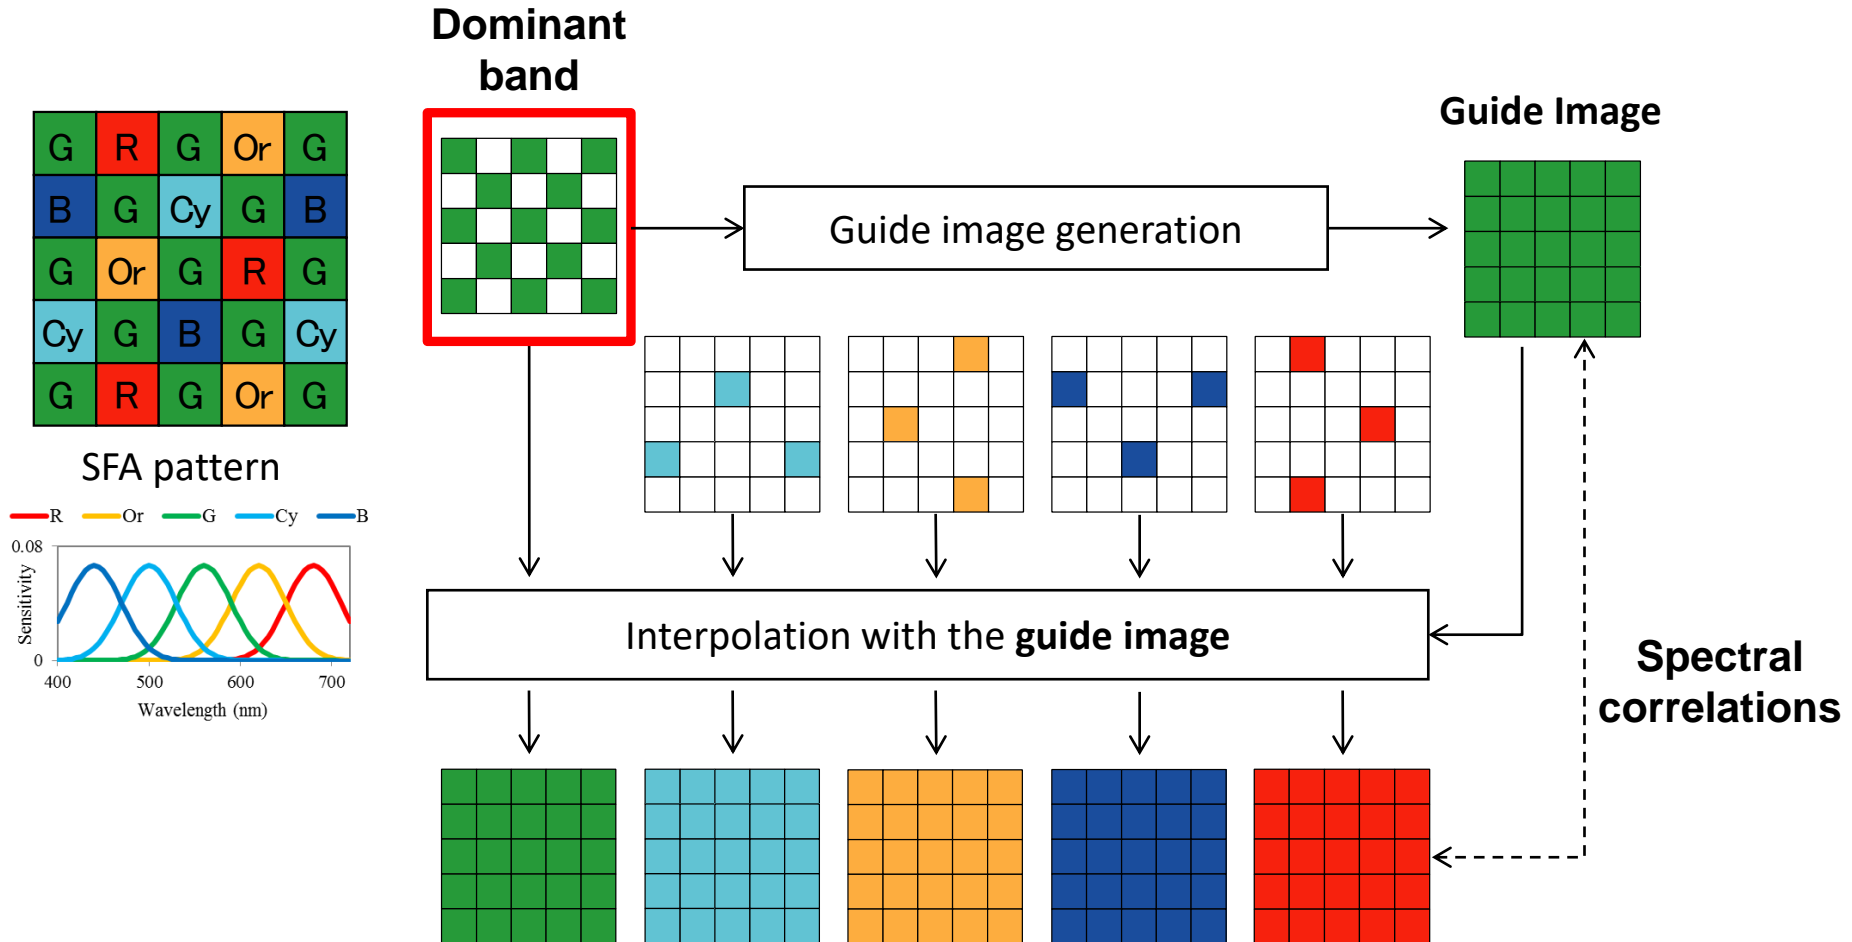 Dominant
band
Guide Image
G R G Or G
B G Cy G B
G Or G R G
Cy G B G Cy
G R G Or G
Guide image generation
SFA pattern
R Or G Cy B
0.08
Sensitivity
0
400 500 600 700
Wavelength (nm)
Interpolation with the guide image
Spectral
correlations